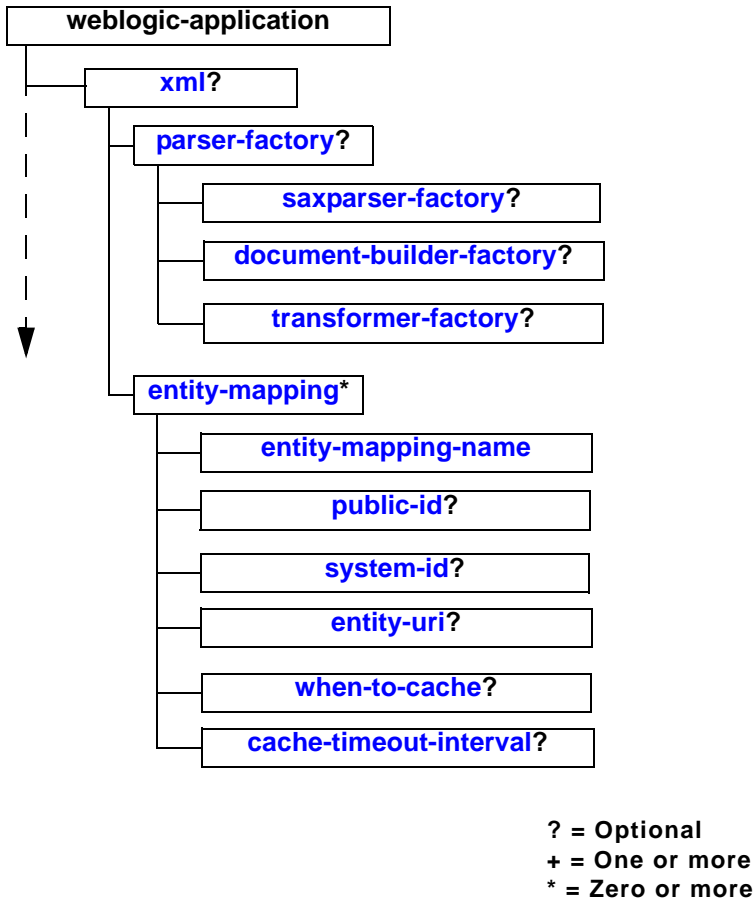 weblogic-application
xml?
parser-factory?
saxparser-factory?
document-builder-factory?
transformer-factory?
entity-mapping*
entity-mapping-name
public-id?
system-id?
entity-uri?
when-to-cache?
cache-timeout-interval?
? = Optional
+ = One or more
* = Zero or more